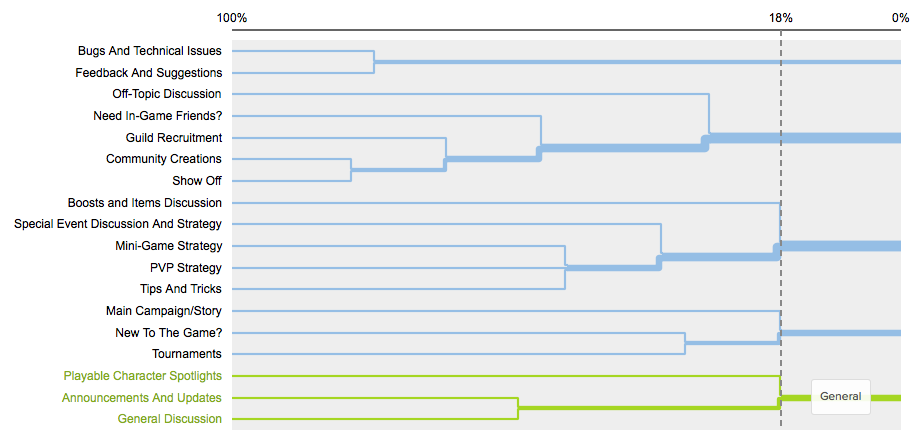 100%
18%
0%
Bugs And Technical Issues
Feedback And Suggestions
Off-Topic Discussion
Need In-Game Friends?
Guild Recruitment
Community Creations
Show Off
Boosts and Items Discussion
Special Event Discussion And Strategy
Mini-Game Strategy
PVP Strategy
Tips And Tricks
Main Campaign/Story
New To The Game?
Tournaments
Playable Character Spotlights
Announcements And Updates
General
General Discussion